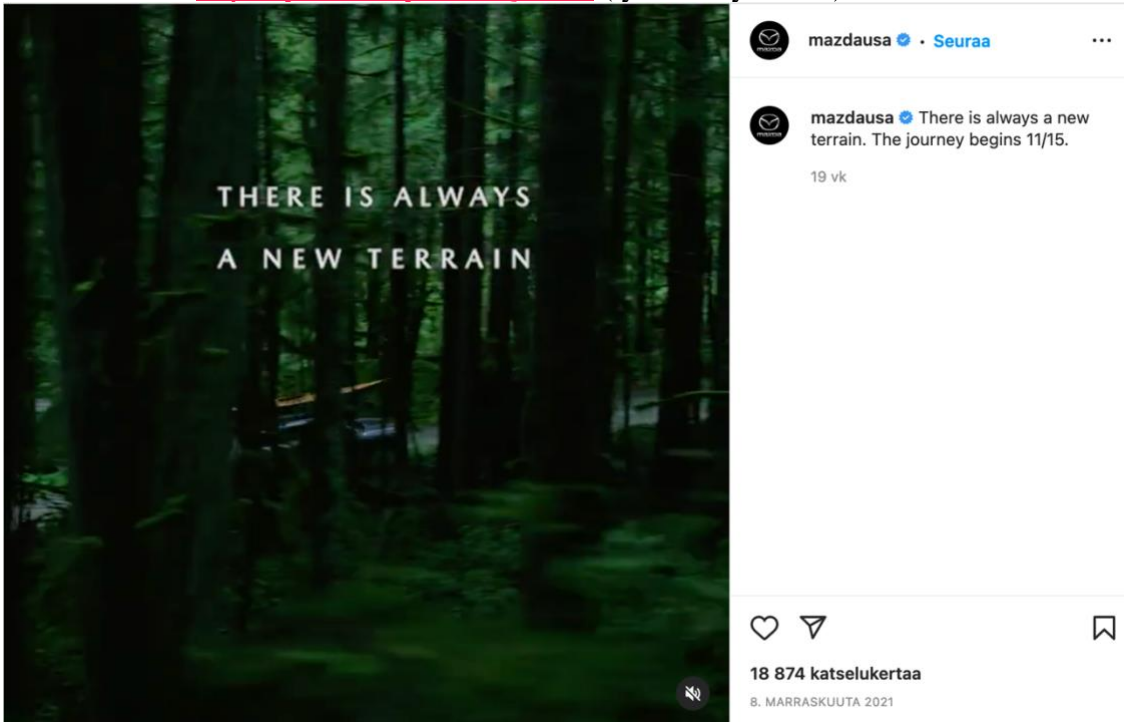 THERE IS ALWAYS
A NEW TERRAIN
mazdausa • Seuraa
mazdausa There is always a new
terrain. The journey begins 11/15.
19 vk
18 874 katselukertaa
8. MARRASKUUTA 2021